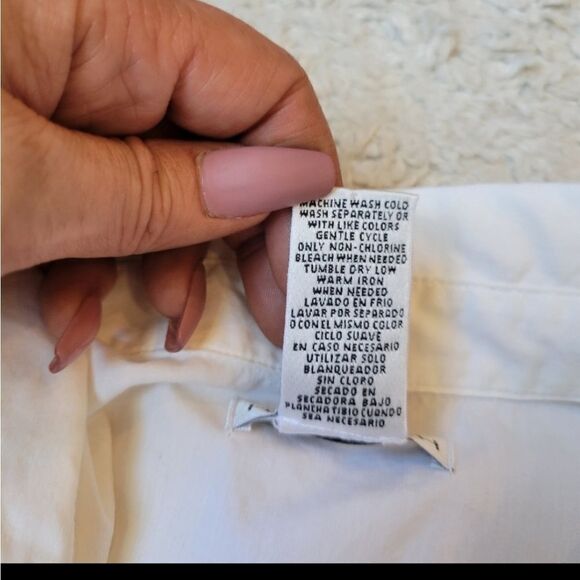 MACHINE WASH COLD
WASH SEPARATELY OR
WITH LIKE COLORS
GENTLE CYCLE
ONLY NON-CHLORINE
BLEACH WHEN NEEDED
TUMBLE DRY LOW
WARM IRON
WHEN NEEDED
LAVADO EN FRIO
LAVAR POR SEPARADO
O CON EL MISMO COLOR
CICLO SUAVE
EN CASO NECESARIO
UTILIZAR SOLO
BLANQUEADOR
SIN CLORO
SECADO EN
SECADORA BAJO
PLANCHA TIBIO CUANDO
SEA NECESARIO